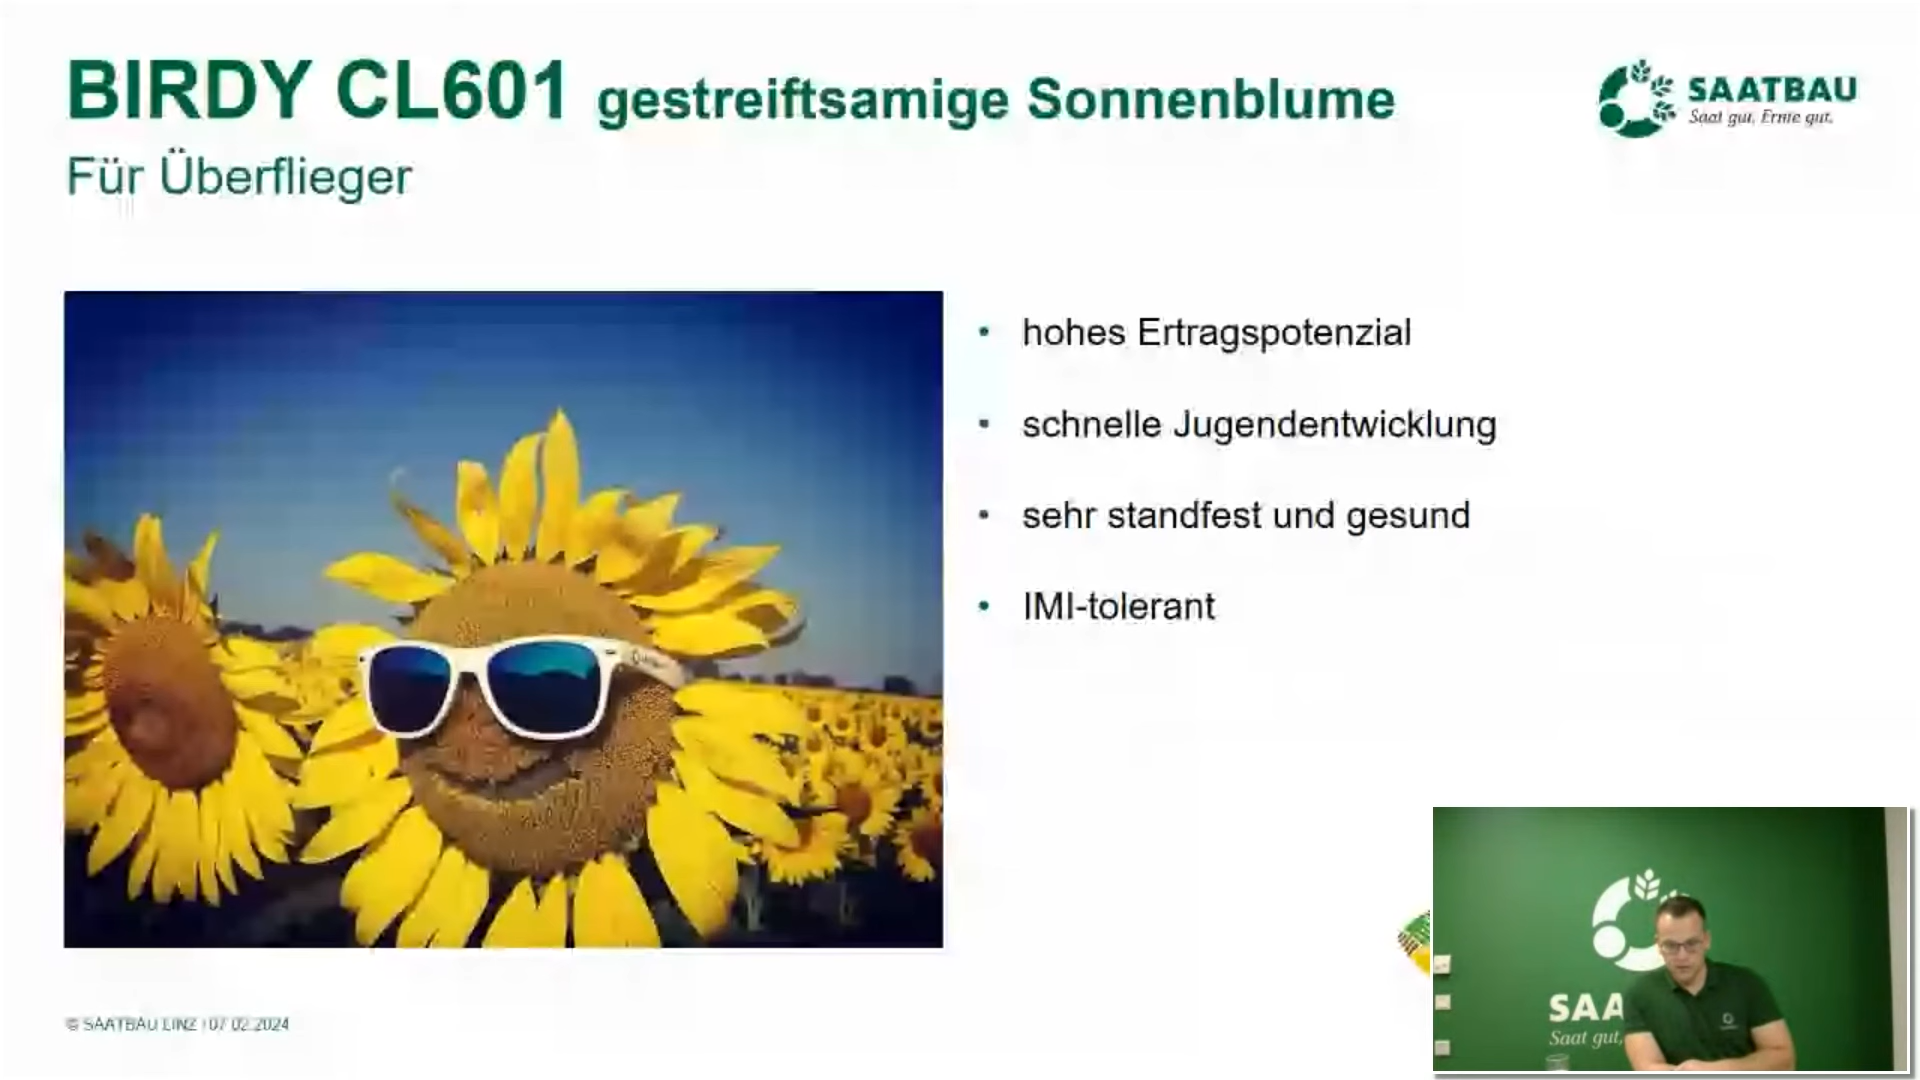 BIRDY CL601 gestreiftsamige Sonnenblume
Für Überflieger
SAATBAU
Saat gut, Ernte gut.
• hohes Ertragspotenzial
• schnelle Jugendentwicklung
• sehr standfest und gesund
• IMI-tolerant
© SAATBAU LINZ | 07.02.2024
SAA
Saat gut,